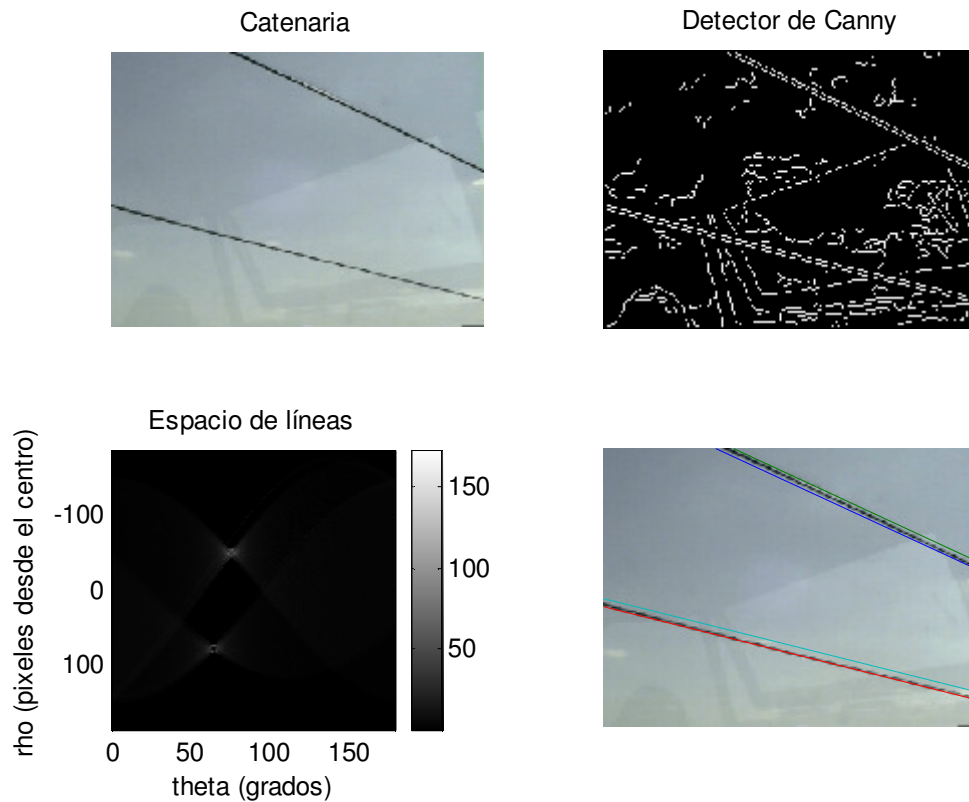 Catenaria
Detector de Canny
Espacio de líneas
rho (pixeles desde el centro)
-100
0
100
0
50
100
150
theta (grados)
150
100
50